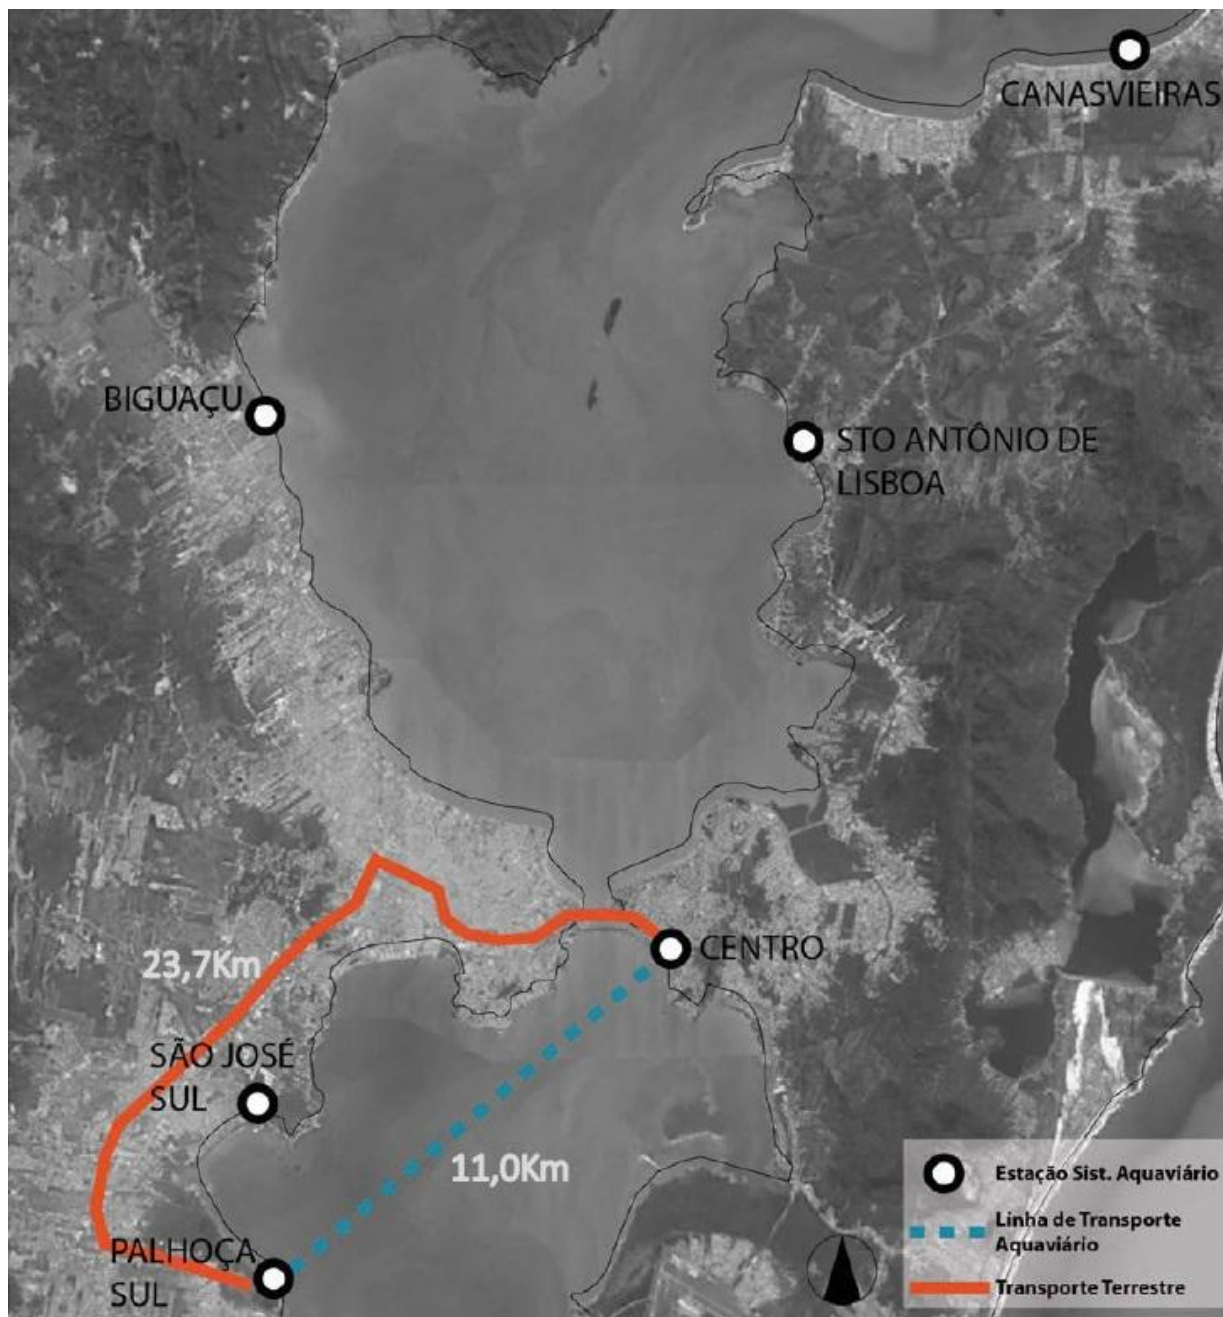 CANASVIEIRAS
BIGUAÇU
STO ANTÔNIO DE
LISBOA
CENTRO
23,7Km
SÃO JOSÉ
SUL
11,0Km
PALHOÇA
SUL
Estação Sist. Aquaviário
Linha de Transporte
Aquaviário
Transporte Terrestre